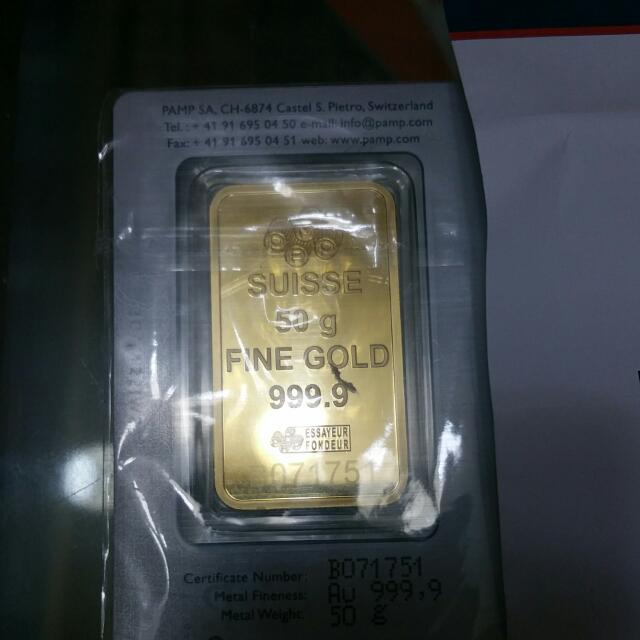 PAMP SA, CH-6874 Castel S. Pietro, Switzerland
Tel.: + 41 91 695 04 50 e-mail: info@pamp.com
Fax: + 41 91 695 04 51 web: www.pamp.com
PAMP
SUISSE
50 g
FINE GOLD
999.9
ESSAYEUR
FONDEUR
B071751
Certificate Number: B071751
Metal Fineness: Au 999,9
Metal Weight: 50 g